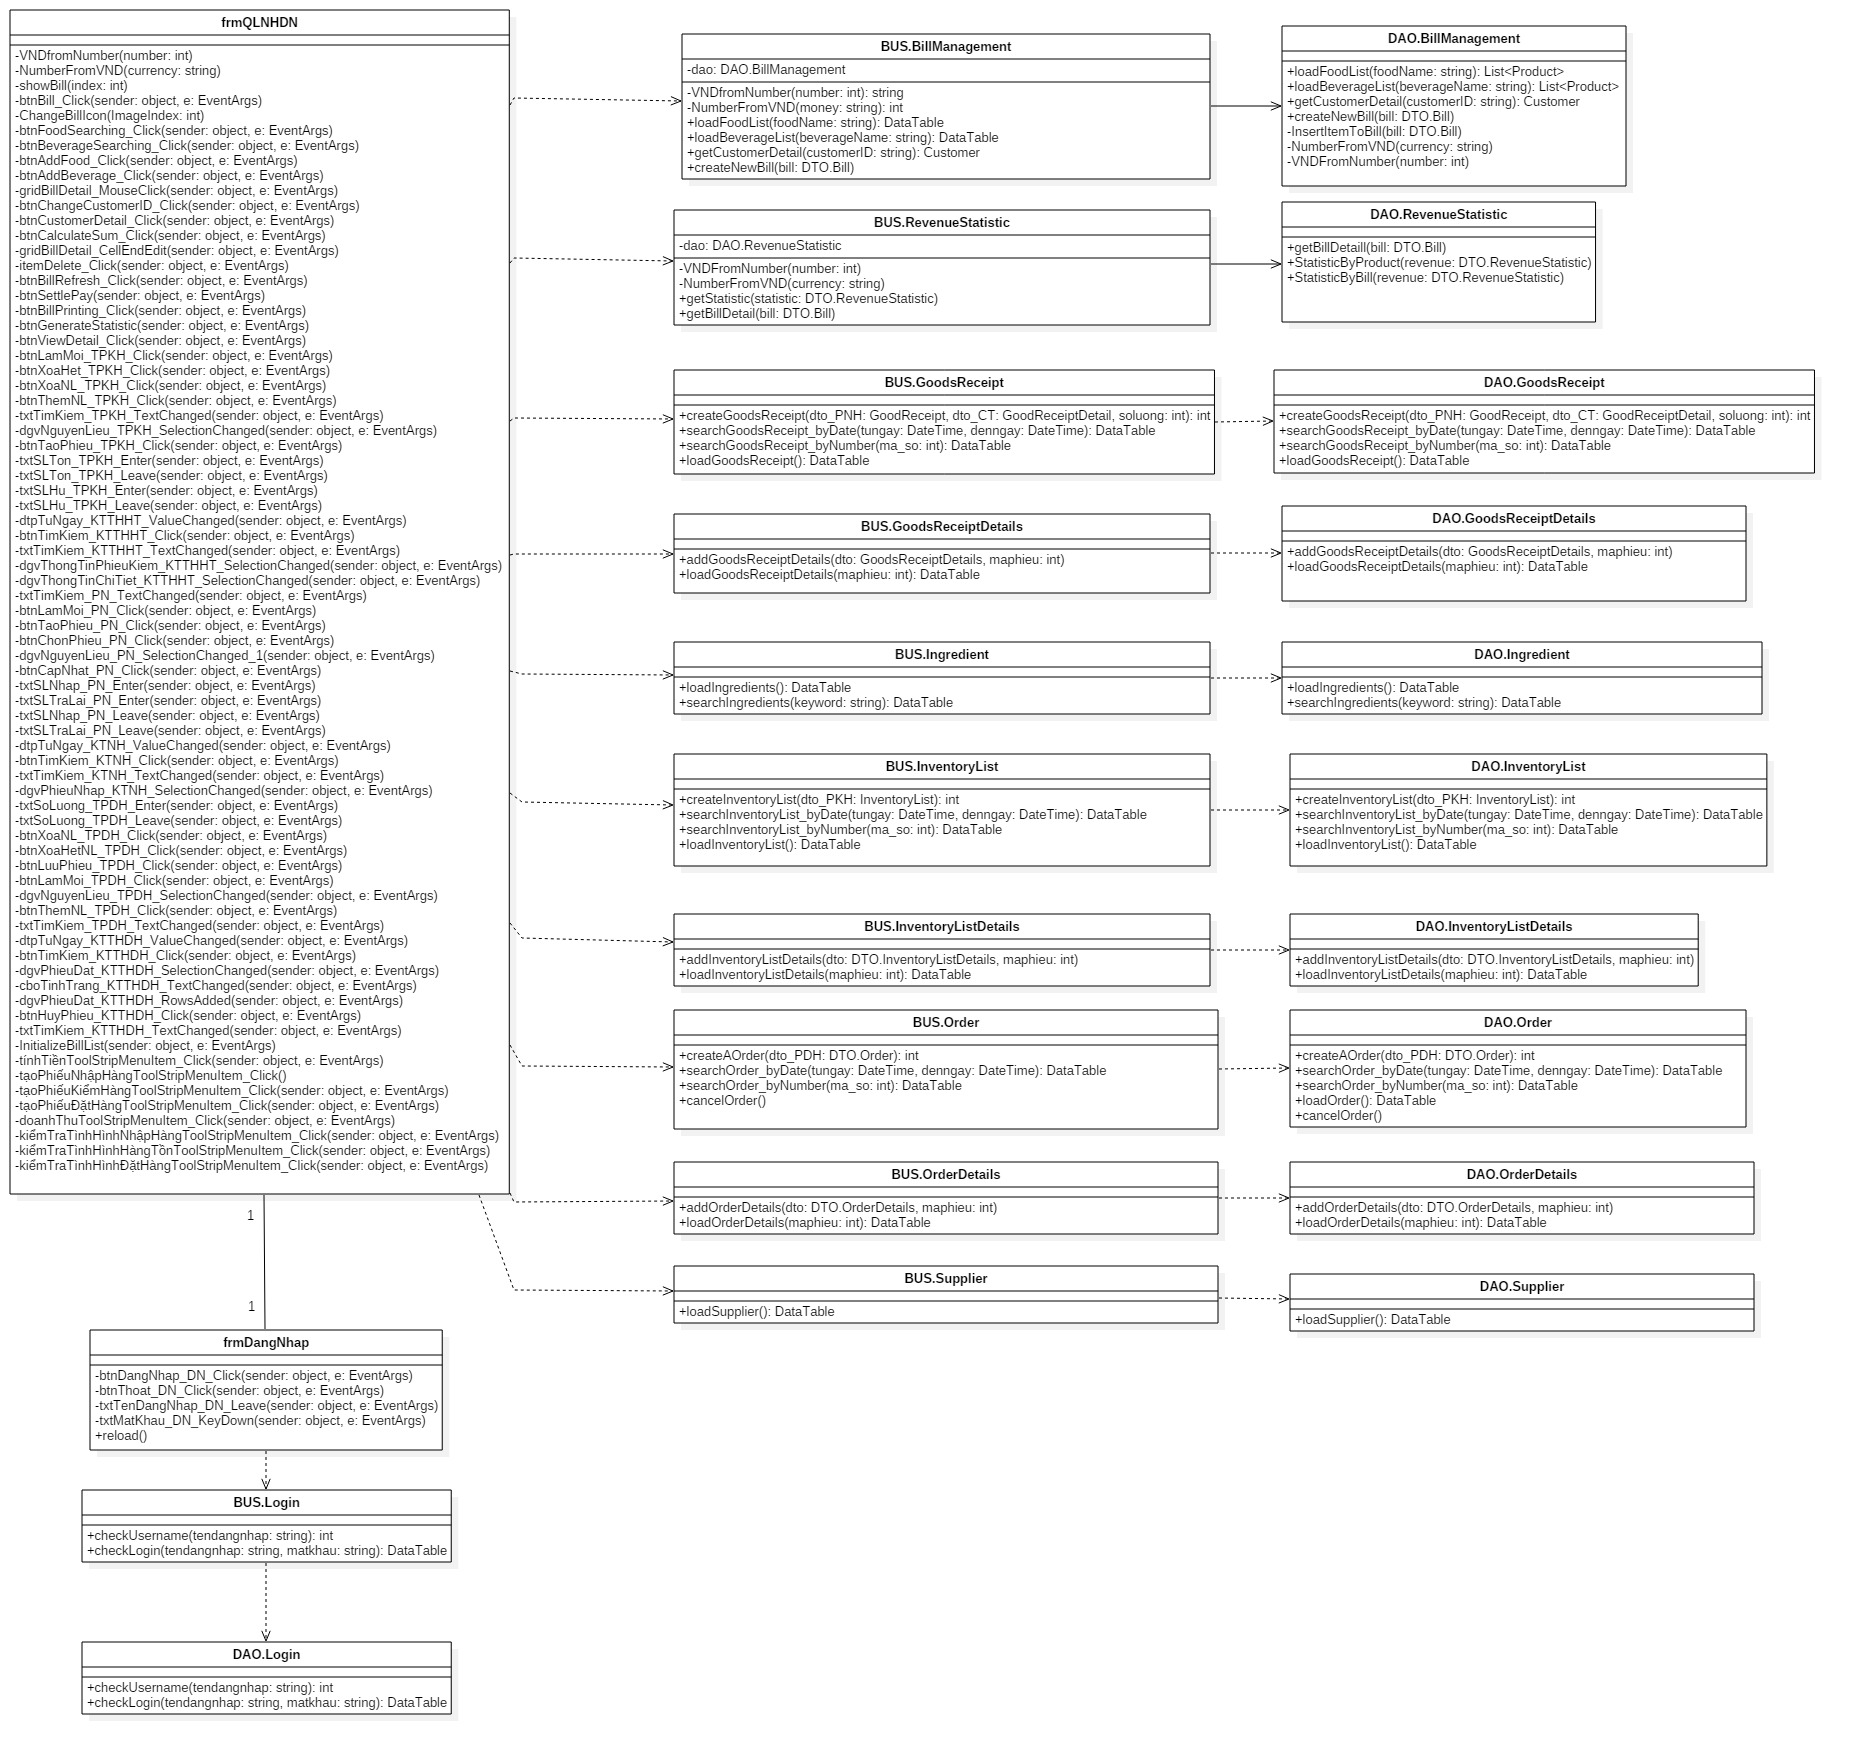 frmQLNHDN
-VNDfromNumber(number: int)
-NumberFromVND(currency: string)
-showBill(index: int)
-btnBill_Click(sender: object, e: EventArgs)
-ChangeBillIcon(ImageIndex: int)
-btnFoodSearching_Click(sender: object, e: EventArgs)
-btnBeverageSearching_Click(sender: object, e: EventArgs)
-btnAddFood_Click(sender: object, e: EventArgs)
-btnAddBeverage_Click(sender: object, e: EventArgs)
-gridBillDetail_MouseClick(sender: object, e: EventArgs)
-btnChangeCustomerID_Click(sender: object, e: EventArgs)
-btnCustomerDetail_Click(sender: object, e: EventArgs)
-btnCalculateSum_Click(sender: object, e: EventArgs)
-gridBillDetail_CellEndEdit(sender: object, e: EventArgs)
-itemDelete_Click(sender: object, e: EventArgs)
-btnBillRefresh_Click(sender: object, e: EventArgs)
-btnSettlePay(sender: object, e: EventArgs)
-btnBillPrinting_Click(sender: object, e: EventArgs)
-btnGenerateStatistic(sender: object, e: EventArgs)
-btnViewDetail_Click(sender: object, e: EventArgs)
-btnLamMoi_TPKH_Click(sender: object, e: EventArgs)
-btnXoaHet_TPKH_Click(sender: object, e: EventArgs)
-btnXoaNL_TPKH_Click(sender: object, e: EventArgs)
-btnThemNL_TPKH_Click(sender: object, e: EventArgs)
-txtTimKiem_TPKH_TextChanged(sender: object, e: EventArgs)
-dgvNguyenLieu_TPKH_SelectionChanged(sender: object, e: EventArgs)
-btnTaoPhieu_TPKH_Click(sender: object, e: EventArgs)
-txtSLTon_TPKH_Enter(sender: object, e: EventArgs)
-txtSLTon_TPKH_Leave(sender: object, e: EventArgs)
-txtSLHu_TPKH_Enter(sender: object, e: EventArgs)
-txtSLHu_TPKH_Leave(sender: object, e: EventArgs)
-dtpTuNgay_KTTHHT_ValueChanged(sender: object, e: EventArgs)
-btnTimKiem_KTTHHT_Click(sender: object, e: EventArgs)
-txtTimKiem_KTTHHT_TextChanged(sender: object, e: EventArgs)
-dgvThongTinPhieuKiem_KTTHHT_SelectionChanged(sender: object, e: EventArgs)
-dgvThongTinChiTiet_KTTHHT_SelectionChanged(sender: object, e: EventArgs)
-txtTimKiem_PN_TextChanged(sender: object, e: EventArgs)
-btnLamMoi_PN_Click(sender: object, e: EventArgs)
-btnTaoPhieu_PN_Click(sender: object, e: EventArgs)
-btnChonPhieu_PN_Click(sender: object, e: EventArgs)
-dgvNguyenLieu_PN_SelectionChanged_1(sender: object, e: EventArgs)
-btnCapNhat_PN_Click(sender: object, e: EventArgs)
-txtSLNhap_PN_Enter(sender: object, e: EventArgs)
-txtSLTraLai_PN_Enter(sender: object, e: EventArgs)
-txtSLNhap_PN_Leave(sender: object, e: EventArgs)
-txtSLTraLai_PN_Leave(sender: object, e: EventArgs)
-dtpTuNgay_KTNH_ValueChanged(sender: object, e: EventArgs)
-btnTimKiem_KTNH_Click(sender: object, e: EventArgs)
-txtTimKiem_KTNH_TextChanged(sender: object, e: EventArgs)
-dgvPhieuNhap_KTNH_SelectionChanged(sender: object, e: EventArgs)
-txtSoLuong_TPDH_Enter(sender: object, e: EventArgs)
-txtSoLuong_TPDH_Leave(sender: object, e: EventArgs)
-btnXoaNL_TPDH_Click(sender: object, e: EventArgs)
-btnXoaHetNL_TPDH_Click(sender: object, e: EventArgs)
-btnLuuPhieu_TPDH_Click(sender: object, e: EventArgs)
-btnLamMoi_TPDH_Click(sender: object, e: EventArgs)
-dgvNguyenLieu_TPDH_SelectionChanged(sender: object, e: EventArgs)
-btnThemNL_TPDH_Click(sender: object, e: EventArgs)
-txtTimKiem_TPDH_TextChanged(sender: object, e: EventArgs)
-dtpTuNgay_KTTHDH_ValueChanged(sender: object, e: EventArgs)
-btnTimKiem_KTTHDH_Click(sender: object, e: EventArgs)
-dgvPhieuDat_KTTHDH_SelectionChanged(sender: object, e: EventArgs)
-cboTinhTrang_KTTHDH_TextChanged(sender: object, e: EventArgs)
-dgvPhieuDat_KTTHDH_RowsAdded(sender: object, e: EventArgs)
-btnHuyPhieu_KTTHDH_Click(sender: object, e: EventArgs)
-txtTimKiem_KTTHDH_TextChanged(sender: object, e: EventArgs)
-InitializeBillList(sender: object, e: EventArgs)
-tínhTiềnToolStripMenuItem_Click(sender: object, e: EventArgs)
-tạoPhiếuNhậpHàngToolStripMenuItem_Click()
-tạoPhiếuKiểmHàngToolStripMenuItem_Click(sender: object, e: EventArgs)
-tạoPhiếuĐặtHàngToolStripMenuItem_Click(sender: object, e: EventArgs)
-doanhThuToolStripMenuItem_Click(sender: object, e: EventArgs)
-kiểmTraTìnhHìnhNhậpHàngToolStripMenuItem_Click(sender: object, e: EventArgs)
-kiểmTraTìnhHìnhHàngTồnToolStripMenuItem_Click(sender: object, e: EventArgs)
-kiểmTraTìnhHìnhĐặtHàngToolStripMenuItem_Click(sender: object, e: EventArgs)
1
1
frmDangNhap
-btnDangNhap_DN_Click(sender: object, e: EventArgs)
-btnThoat_DN_Click(sender: object, e: EventArgs)
-txtTenDangNhap_DN_Leave(sender: object, e: EventArgs)
-txtMatKhau_DN_KeyDown(sender: object, e: EventArgs)
+reload()
BUS.Login
+checkUsername(tendangnhap: string): int
+checkLogin(tendangnhap: string, matkhau: string): DataTable
DAO.Login
+checkUsername(tendangnhap: string): int
+checkLogin(tendangnhap: string, matkhau: string): DataTable
BUS.BillManagement
-dao: DAO.BillManagement
-VNDfromNumber(number: int): string
-NumberFromVND(money: string): int
+loadFoodList(foodName: string): DataTable
+loadBeverageList(beverageName: string): DataTable
+getCustomerDetail(customerID: string): Customer
+createNewBill(bill: DTO.Bill)
DAO.BillManagement
+loadFoodList(foodName: string): List<Product>
+loadBeverageList(beverageName: string): List<Product>
+getCustomerDetail(customerID: string): Customer
+createNewBill(bill: DTO.Bill)
-InsertItemToBill(bill: DTO.Bill)
-NumberFromVND(currency: string)
-VNDFromNumber(number: int)
BUS.RevenueStatistic
-dao: DAO.RevenueStatistic
-VNDFromNumber(number: int)
-NumberFromVND(currency: string)
+getStatistic(statistic: DTO.RevenueStatistic)
+getBillDetail(bill: DTO.Bill)
DAO.RevenueStatistic
+getBillDetaill(bill: DTO.Bill)
+StatisticByProduct(revenue: DTO.RevenueStatistic)
+StatisticByBill(revenue: DTO.RevenueStatistic)
BUS.GoodsReceipt
+createGoodsReceipt(dto_PNH: GoodReceipt, dto_CT: GoodReceiptDetail, soluong: int): int
+searchGoodsReceipt_byDate(tungay: DateTime, denngay: DateTime): DataTable
+searchGoodsReceipt_byNumber(ma_so: int): DataTable
+loadGoodsReceipt(): DataTable
DAO.GoodsReceipt
+createGoodsReceipt(dto_PNH: GoodReceipt, dto_CT: GoodReceiptDetail, soluong: int): int
+searchGoodsReceipt_byDate(tungay: DateTime, denngay: DateTime): DataTable
+searchGoodsReceipt_byNumber(ma_so: int): DataTable
+loadGoodsReceipt(): DataTable
BUS.GoodsReceiptDetails
+addGoodsReceiptDetails(dto: GoodsReceiptDetails, maphieu: int)
+loadGoodsReceiptDetails(maphieu: int): DataTable
DAO.GoodsReceiptDetails
+addGoodsReceiptDetails(dto: GoodsReceiptDetails, maphieu: int)
+loadGoodsReceiptDetails(maphieu: int): DataTable
BUS.Ingredient
+loadIngredients(): DataTable
+searchIngredients(keyword: string): DataTable
DAO.Ingredient
+loadIngredients(): DataTable
+searchIngredients(keyword: string): DataTable
BUS.InventoryList
+createInventoryList(dto_PKH: InventoryList): int
+searchInventoryList_byDate(tungay: DateTime, denngay: DateTime): DataTable
+searchInventoryList_byNumber(ma_so: int): DataTable
+loadInventoryList(): DataTable
DAO.InventoryList
+createInventoryList(dto_PKH: InventoryList): int
+searchInventoryList_byDate(tungay: DateTime, denngay: DateTime): DataTable
+searchInventoryList_byNumber(ma_so: int): DataTable
+loadInventoryList(): DataTable
BUS.InventoryListDetails
+addInventoryListDetails(dto: DTO.InventoryListDetails, maphieu: int)
+loadInventoryListDetails(maphieu: int): DataTable
DAO.InventoryListDetails
+addInventoryListDetails(dto: DTO.InventoryListDetails, maphieu: int)
+loadInventoryListDetails(maphieu: int): DataTable
BUS.Order
+createAOrder(dto_PDH: DTO.Order): int
+searchOrder_byDate(tungay: DateTime, denngay: DateTime): DataTable
+searchOrder_byNumber(ma_so: int): DataTable
+cancelOrder()
DAO.Order
+createAOrder(dto_PDH: DTO.Order): int
+searchOrder_byDate(tungay: DateTime, denngay: DateTime): DataTable
+searchOrder_byNumber(ma_so: int): DataTable
+loadOrder(): DataTable
+cancelOrder()
BUS.OrderDetails
+addOrderDetails(dto: DTO.OrderDetails, maphieu: int)
+loadOrderDetails(maphieu: int): DataTable
DAO.OrderDetails
+addOrderDetails(dto: DTO.OrderDetails, maphieu: int)
+loadOrderDetails(maphieu: int): DataTable
BUS.Supplier
+loadSupplier(): DataTable
DAO.Supplier
+loadSupplier(): DataTable